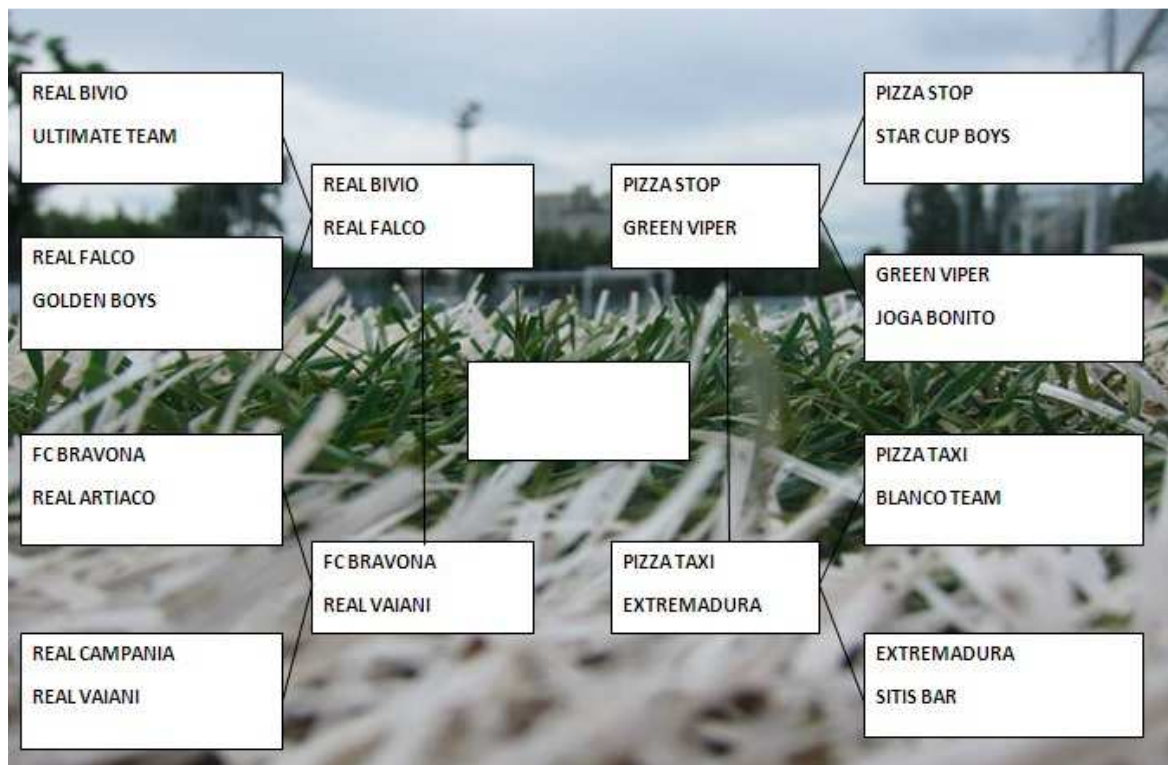 REAL BIVIO
ULTIMATE TEAM
REAL FALCO
GOLDEN BOYS
FC BRAVONA
REAL ARTIACO
REAL CAMPANIA
REAL VAIANI
REAL BIVIO
REAL FALCO
FC BRAVONA
REAL VAIANI
PIZZA STOP
GREEN VIPER
PIZZA TAXI
EXTREMADURA
PIZZA STOP
STAR CUP BOYS
GREEN VIPER
JOGA BONITO
PIZZA TAXI
BLANCO TEAM
EXTREMADURA
SITIS BAR